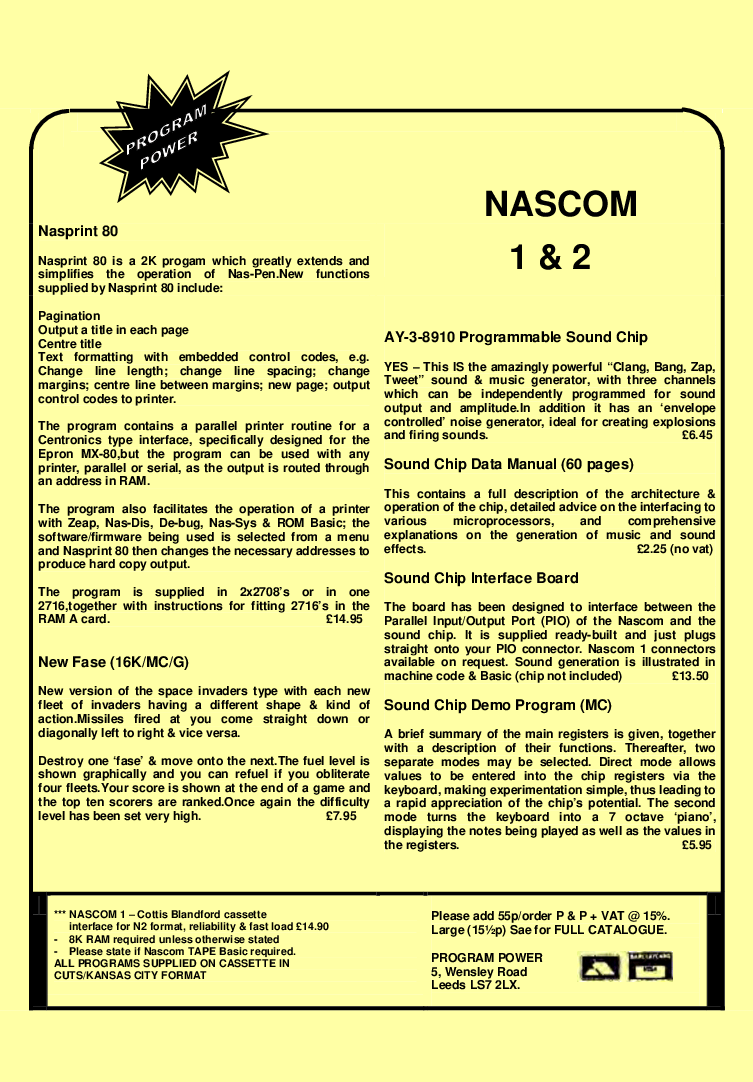 PROGRAM
POWER
NASCOM
1 & 2
Nasprint 80
Nasprint 80 is a 2K progam which greatly extends and
simplifies the operation of Nas-Pen.New functions
supplied by Nasprint 80 include:
Pagination
Output a title in each page
Centre title
Text formatting with embedded control codes, e.g.
Change line length; change line spacing; change
margins; centre line between margins; new page; output
control codes to printer.
The program contains a parallel printer routine for a
Centronics type interface, specifically designed for the
Epron MX-80,but the program can be used with any
printer, parallel or serial, as the output is routed through
an address in RAM.
The program also facilitates the operation of a printer
with Zeap, Nas-Dis, De-bug, Nas-Sys & ROM Basic; the
software/firmware being used is selected from a menu
and Nasprint 80 then changes the necessary addresses to
produce hard copy output.
The program is supplied in 2x2708's or in one
2716,together with instructions for fitting 2716's in the
RAM A card. £14.95
New Fase (16K/MC/G)
New version of the space invaders type with each new
fleet of invaders having a different shape & kind of
action.Missiles fired at you come straight down or
diagonally left to right & vice versa.
Destroy one ‘fase’ & move onto the next.The fuel level is
shown graphically and you can refuel if you obliterate
four fleets.Your score is shown at the end of a game and
the top ten scorers are ranked.Once again the difficulty
level has been set very high. £7.95
AY-3-8910 Programmable Sound Chip
YES – This IS the amazingly powerful “Clang, Bang, Zap,
Tweet” sound & music generator, with three channels
which can be independently programmed for sound
output and amplitude.In addition it has an ‘envelope
controlled’ noise generator, ideal for creating explosions
and firing sounds. £6.45
Sound Chip Data Manual (60 pages)
This contains a full description of the architecture &
operation of the chip, detailed advice on the interfacing to
various microprocessors, and comprehensive
explanations on the generation of music and sound
effects. £2.25 (no vat)
Sound Chip Interface Board
The board has been designed to interface between the
Parallel Input/Output Port (PIO) of the Nascom and the
sound chip. It is supplied ready-built and just plugs
straight onto your PIO connector. Nascom 1 connectors
available on request. Sound generation is illustrated in
machine code & Basic (chip not included) £13.50
Sound Chip Demo Program (MC)
A brief summary of the main registers is given, together
with a description of their functions. Thereafter, two
separate modes may be selected. Direct mode allows
values to be entered into the chip registers via the
keyboard, making experimentation simple, thus leading to
a rapid appreciation of the chip's potential. The second
mode turns the keyboard into a 7 octave ‘piano’,
displaying the notes being played as well as the values in
the registers. £5.95
*** NASCOM 1 – Cottis Blandford cassette
interface for N2 format, reliability & fast load £14.90
- 8K RAM required unless otherwise stated
- Please state if Nascom TAPE Basic required.
ALL PROGRAMS SUPPLIED ON CASSETTE IN
CUTS/KANSAS CITY FORMAT
Please add 55p/order P & P + VAT @ 15%.
Large (15½p) Sae for FULL CATALOGUE.
PROGRAM POWER
5, Wensley Road
Leeds LS7 2LX.